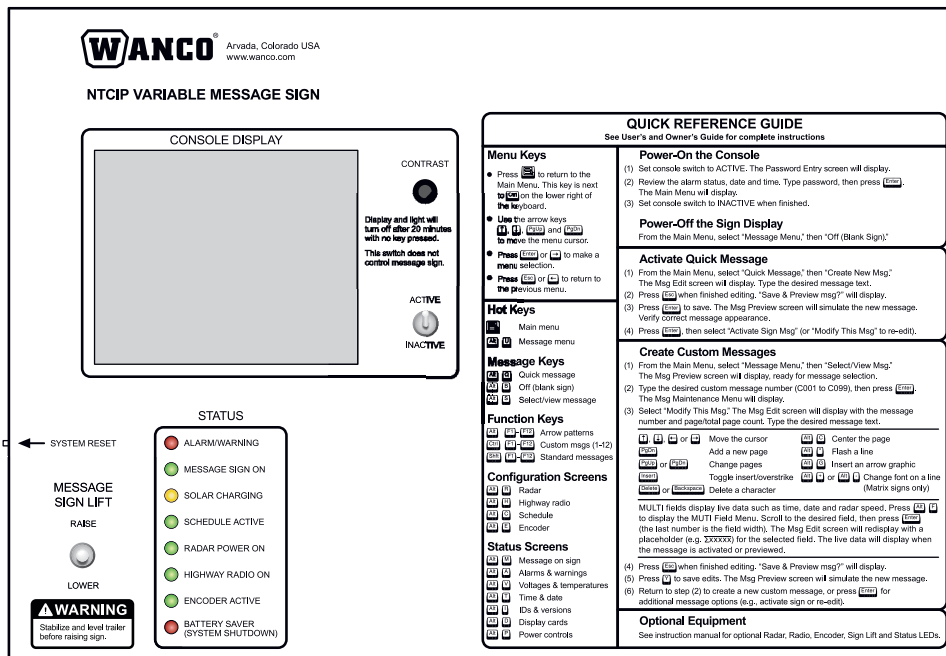 WANCO®
Arvada, Colorado USA
www.wanco.com
NTCIP VARIABLE MESSAGE SIGN
CONSOLE DISPLAY
CONTRAST
Display and light will
turn off after 20 minutes
with no key pressed.
This switch does not
control message sign.
ACTIVE
INACTIVE
SYSTEM RESET
MESSAGE
SIGN LIFT
RAISE
LOWER
WARNING
Stabilize and level trailer
before raising sign.
STATUS
ALARM/WARNING
MESSAGE SIGN ON
SOLAR CHARGING
SCHEDULE ACTIVE
RADAR POWER ON
HIGHWAY RADIO ON
ENCODER ACTIVE
BATTERY SAVER
(SYSTEM SHUTDOWN)
QUICK REFERENCE GUIDE
See User's and Owner's Guide for complete instructions
Menu Keys
• Press to return to the
Main Menu. This key is next
to Ctrl on the lower right of
the keyboard.
• Use the arrow keys
↑, ↓, PgUp and PgDn
to move the menu cursor.
• Press Enter or → to make a
menu selection.
• Press Esc or ← to return to
the previous menu.
Hot Keys
Main menu
Alt U Message menu
Message Keys
Alt Q Quick message
Alt B Off (blank sign)
Alt S Select/view message
Function Keys
Alt F1-F12 Arrow patterns
Ctrl F1-F12 Custom msgs (1-12)
Shft F1-F12 Standard messages
Configuration Screens
Alt R Radar
Alt H Highway radio
Alt C Schedule
Alt E Encoder
Status Screens
Alt M Message on sign
Alt A Alarms & warnings
Alt V Voltages & temperatures
Alt T Time & date
Alt I IDs & versions
Alt D Display cards
Alt P Power controls
Power-On the Console
(1) Set console switch to ACTIVE. The Password Entry screen will display.
(2) Review the alarm status, date and time. Type password, then press Enter.
The Main Menu will display.
(3) Set console switch to INACTIVE when finished.
Power-Off the Sign Display
From the Main Menu, select "Message Menu," then "Off (Blank Sign)."
Activate Quick Message
(1) From the Main Menu, select "Quick Message," then "Create New Msg."
The Msg Edit screen will display. Type the desired message text.
(2) Press Esc when finished editing. "Save & Preview msg?" will display.
(3) Press Enter to save. The Msg Preview screen will simulate the new message.
Verify correct message appearance.
(4) Press Enter, then select "Activate Sign Msg" (or "Modify This Msg" to re-edit).
Create Custom Messages
(1) From the Main Menu, select "Message Menu," then "Select/View Msg."
The Msg Preview screen will display, ready for message selection.
(2) Type the desired custom message number (C001 to C099), then press Enter.
The Msg Maintenance Menu will display.
(3) Select "Modify This Msg." The Msg Edit screen will display with the message
number and page/total page count. Type the desired message text.
↑, ↓, ← or → Move the cursor
PgDn Add a new page
PgUp or PgDn Change pages
Insert Toggle insert/overstrike
Delete or Backspace Delete a character
Alt C Center the page
Alt * Flash a line
Alt G Insert an arrow graphic
Alt or Alt Change font on a line
(Matrix signs only)
MULTI fields display live data such as time, date and radar speed. Press Alt F
to display the MUTI Field Menu. Scroll to the desired field, then press Enter
(the last number is the field width). The Msg Edit screen will redisplay with a
placeholder (e.g. ΣXXXXX) for the selected field. The live data will display when
the message is activated or previewed.
(4) Press Esc when finished editing. "Save & Preview msg?" will display.
(5) Press Y to save edits. The Msg Preview screen will simulate the new message.
(6) Return to step (2) to create a new custom message, or press Enter for
additional message options (e.g., activate sign or re-edit).
Optional Equipment
See instruction manual for optional Radar, Radio, Encoder, Sign Lift and Status LEDs.